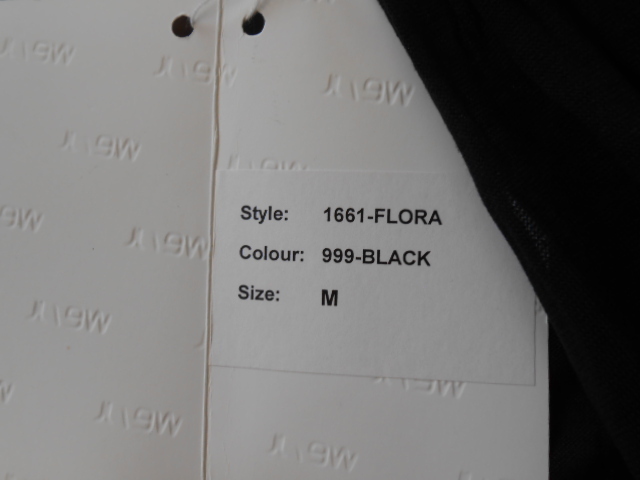 Style: 1661-FLORA
Colour: 999-BLACK
Size: M